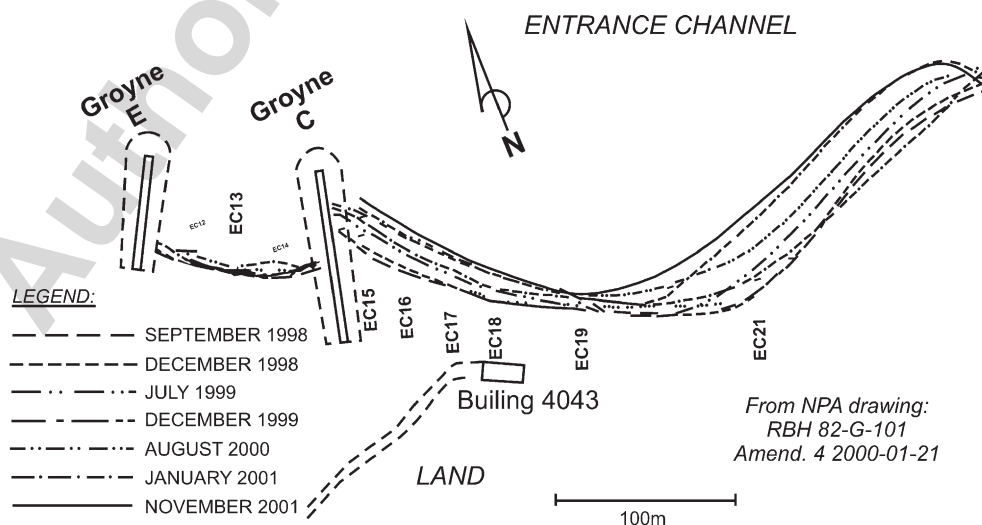 ENTRANCE CHANNEL
Groyne
E
Groyne
C
N
EC12
EC13
EC14
EC15
EC16
EC17
EC18
EC19
EC21
LEGEND:
SEPTEMBER 1998
DECEMBER 1998
JULY 1999
DECEMBER 1999
AUGUST 2000
JANUARY 2001
NOVEMBER 2001
Builing 4043
LAND
From NPA drawing:
RBH 82-G-101
Amend. 4 2000-01-21
100m
Autho